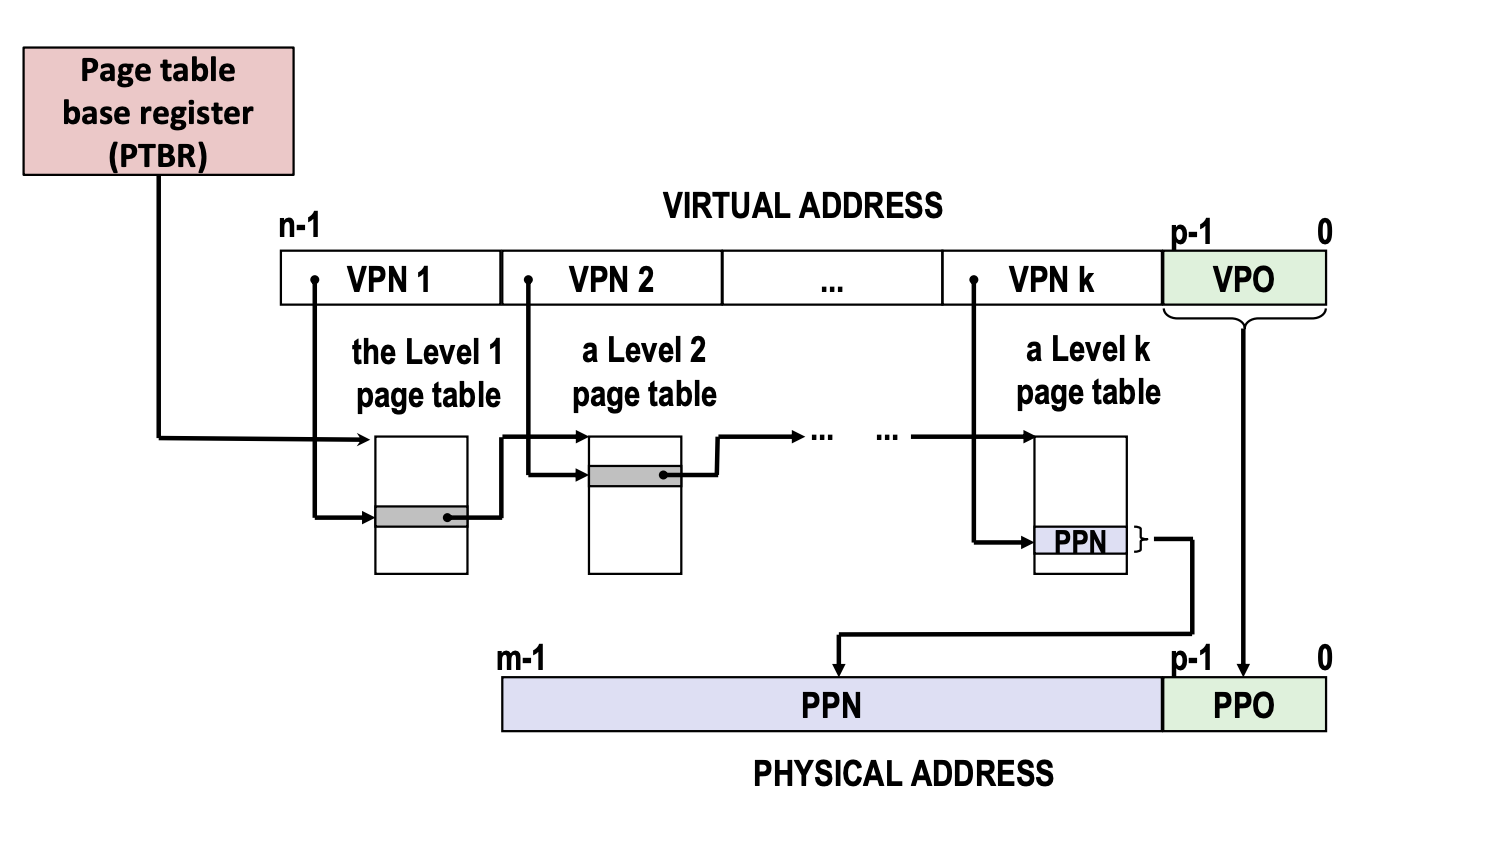 Page table
base register
(PTBR)
VIRTUAL ADDRESS
n-1
p-1
0
VPN 1
VPN 2
...
VPN k
VPO
the Level 1
page table
a Level 2
page table
a Level k
page table
...
...
PPN
m-1
p-1
0
PPN
PPO
PHYSICAL ADDRESS